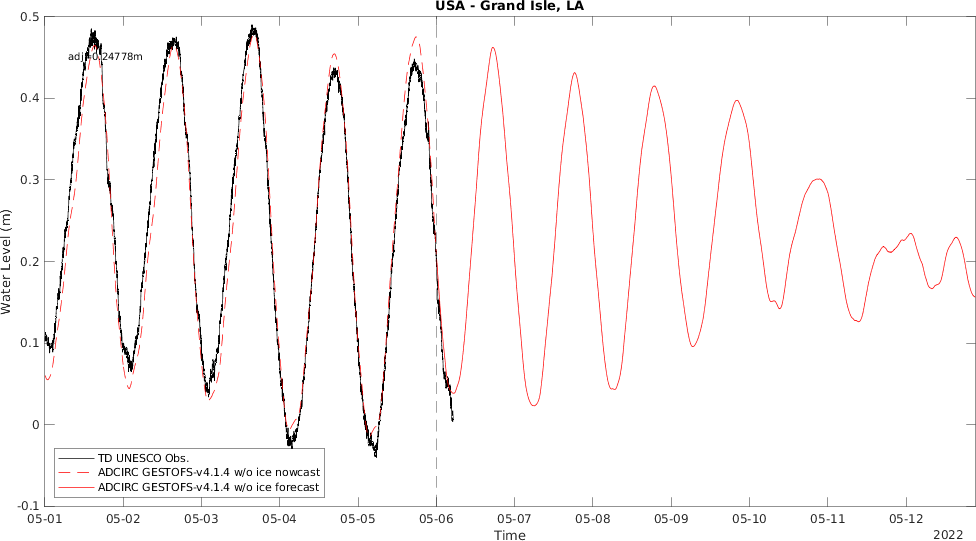 USA - Grand Isle, LA
0.5
adj=0.24778m
0.4
0.3
0.2
0.1
0
-0.1
Water Level (m)
TD UNESCO Obs.
ADCIRC GESTOFS-v4.1.4 w/o ice nowcast
ADCIRC GESTOFS-v4.1.4 w/o ice forecast
05-01 05-02 05-03 05-04 05-05 05-06 05-07 05-08 05-09 05-10 05-11 05-12
Time
2022